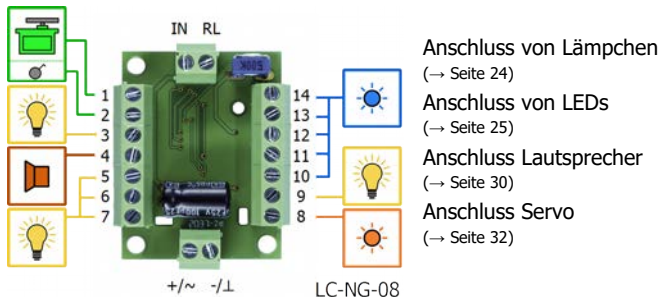 IN RL
1
2
3
4
5
6
7
14
13
12
11
10
9
8
+/~ -/⊥
LC-NG-08
Anschluss von Lämpchen
(→ Seite 24)
Anschluss von LEDs
(→ Seite 25)
Anschluss Lautsprecher
(→ Seite 30)
Anschluss Servo
(→ Seite 32)